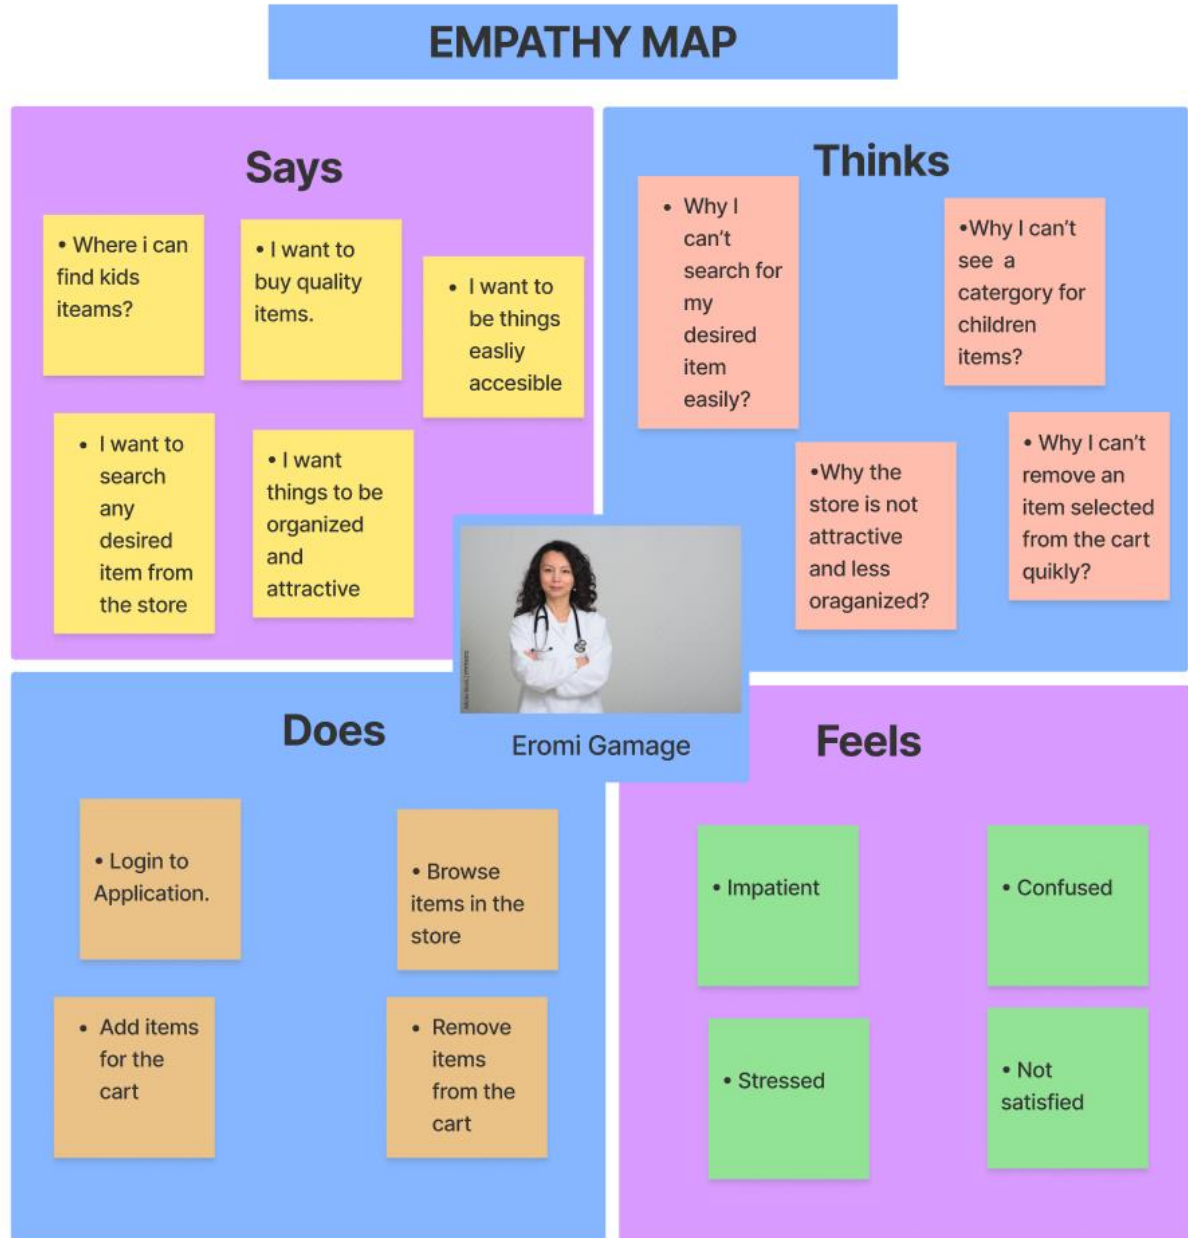 EMPATHY MAP
Says
• Where i can
find kids
iteams?
• I want to
buy quality
items.
• I want to
be things
easliy
accesible
• I want to
search
any
desired
item from
the store
• I want
things to be
organized
and
attractive
Thinks
• Why I
can't
search for
my
desired
item
easily?
•Why I can't
see a
catergory for
children
items?
•Why the
store is not
attractive
and less
oraganized?
• Why I can't
remove an
item selected
from the cart
quikly?
Eromi Gamage
Does
• Login to
Application.
• Browse
items in the
store
• Add items
for the
cart
• Remove
items
from the
cart
Feels
• Impatient
• Confused
• Stressed
• Not
satisfied